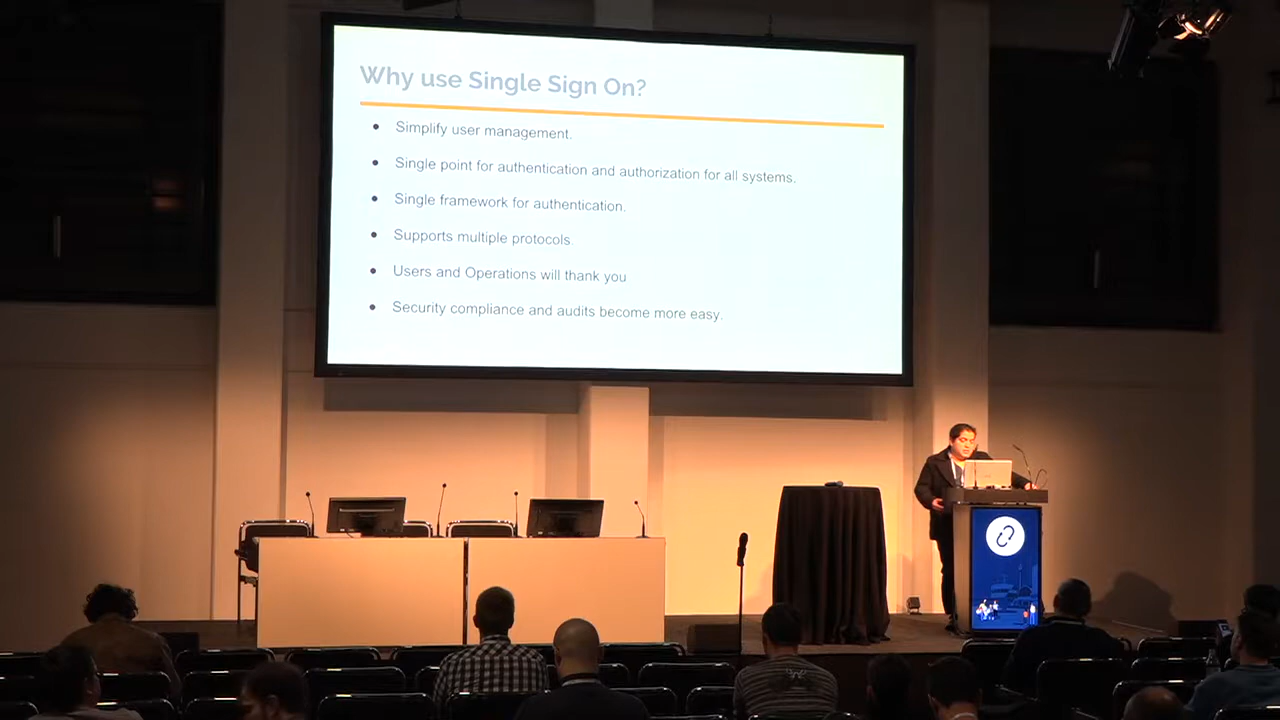 Why use Single Sign On?
Simplify user management.
Single point for authentication and authorization for all systems.
Single framework for authentication.
Supports multiple protocols.
Users and Operations will thank you
Security compliance and audits become more easy.